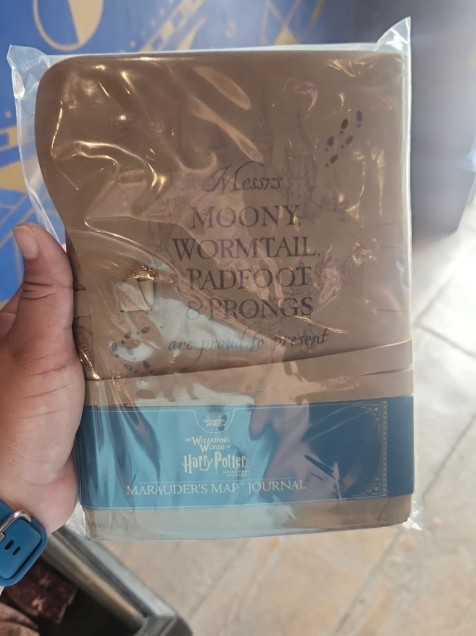 Messrs.
MOONY,
WORMTAIL,
PADFOOT
& PRONGS
are proud to present
THE WIZARDING
WORLD OF
Harry Potter
MARAUDER'S MAP™ JOURNAL